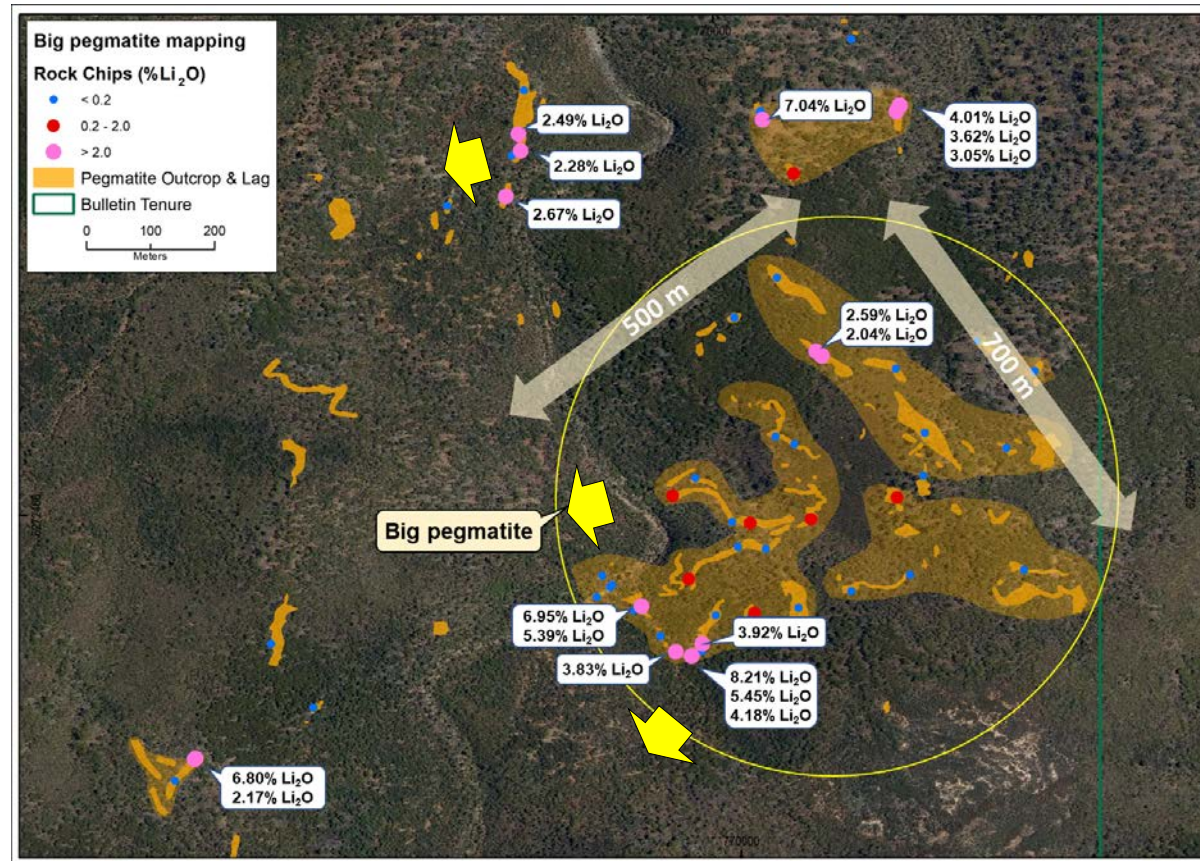 Big pegmatite mapping
Rock Chips (%Li₂O)
< 0.2
0.2 - 2.0
> 2.0
Pegmatite Outcrop & Lag
Bulletin Tenure
0 100 200
Meters
770000
2.49% Li₂O
2.28% Li₂O
2.67% Li₂O
7.04% Li₂O
4.01% Li₂O
3.62% Li₂O
3.05% Li₂O
500 m
700 m
2.59% Li₂O
2.04% Li₂O
Big pegmatite
6.95% Li₂O
5.39% Li₂O
3.83% Li₂O
3.92% Li₂O
8.21% Li₂O
5.45% Li₂O
4.18% Li₂O
6.80% Li₂O
2.17% Li₂O
770000